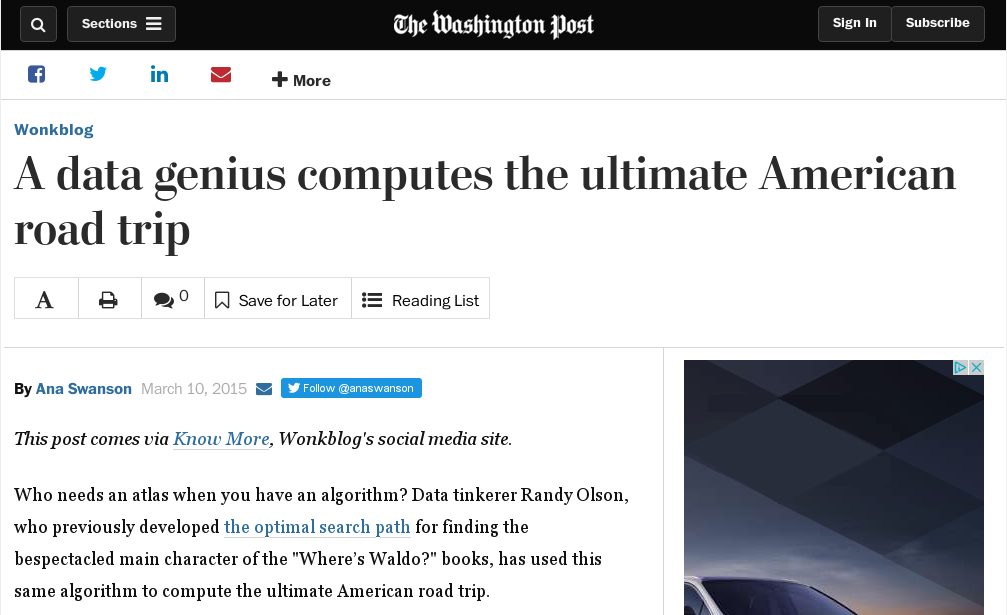 Sections
The Washington Post
Sign In
Subscribe
More
Wonkblog
A data genius computes the ultimate American
road trip
A
0
Save for Later
Reading List
By Ana Swanson March 10, 2015 Follow @anaswanson
This post comes via Know More, Wonkblog's social media site.
Who needs an atlas when you have an algorithm? Data tinkerer Randy Olson,
who previously developed the optimal search path for finding the
bespectacled main character of the "Where’s Waldo?" books, has used this
same algorithm to compute the ultimate American road trip.